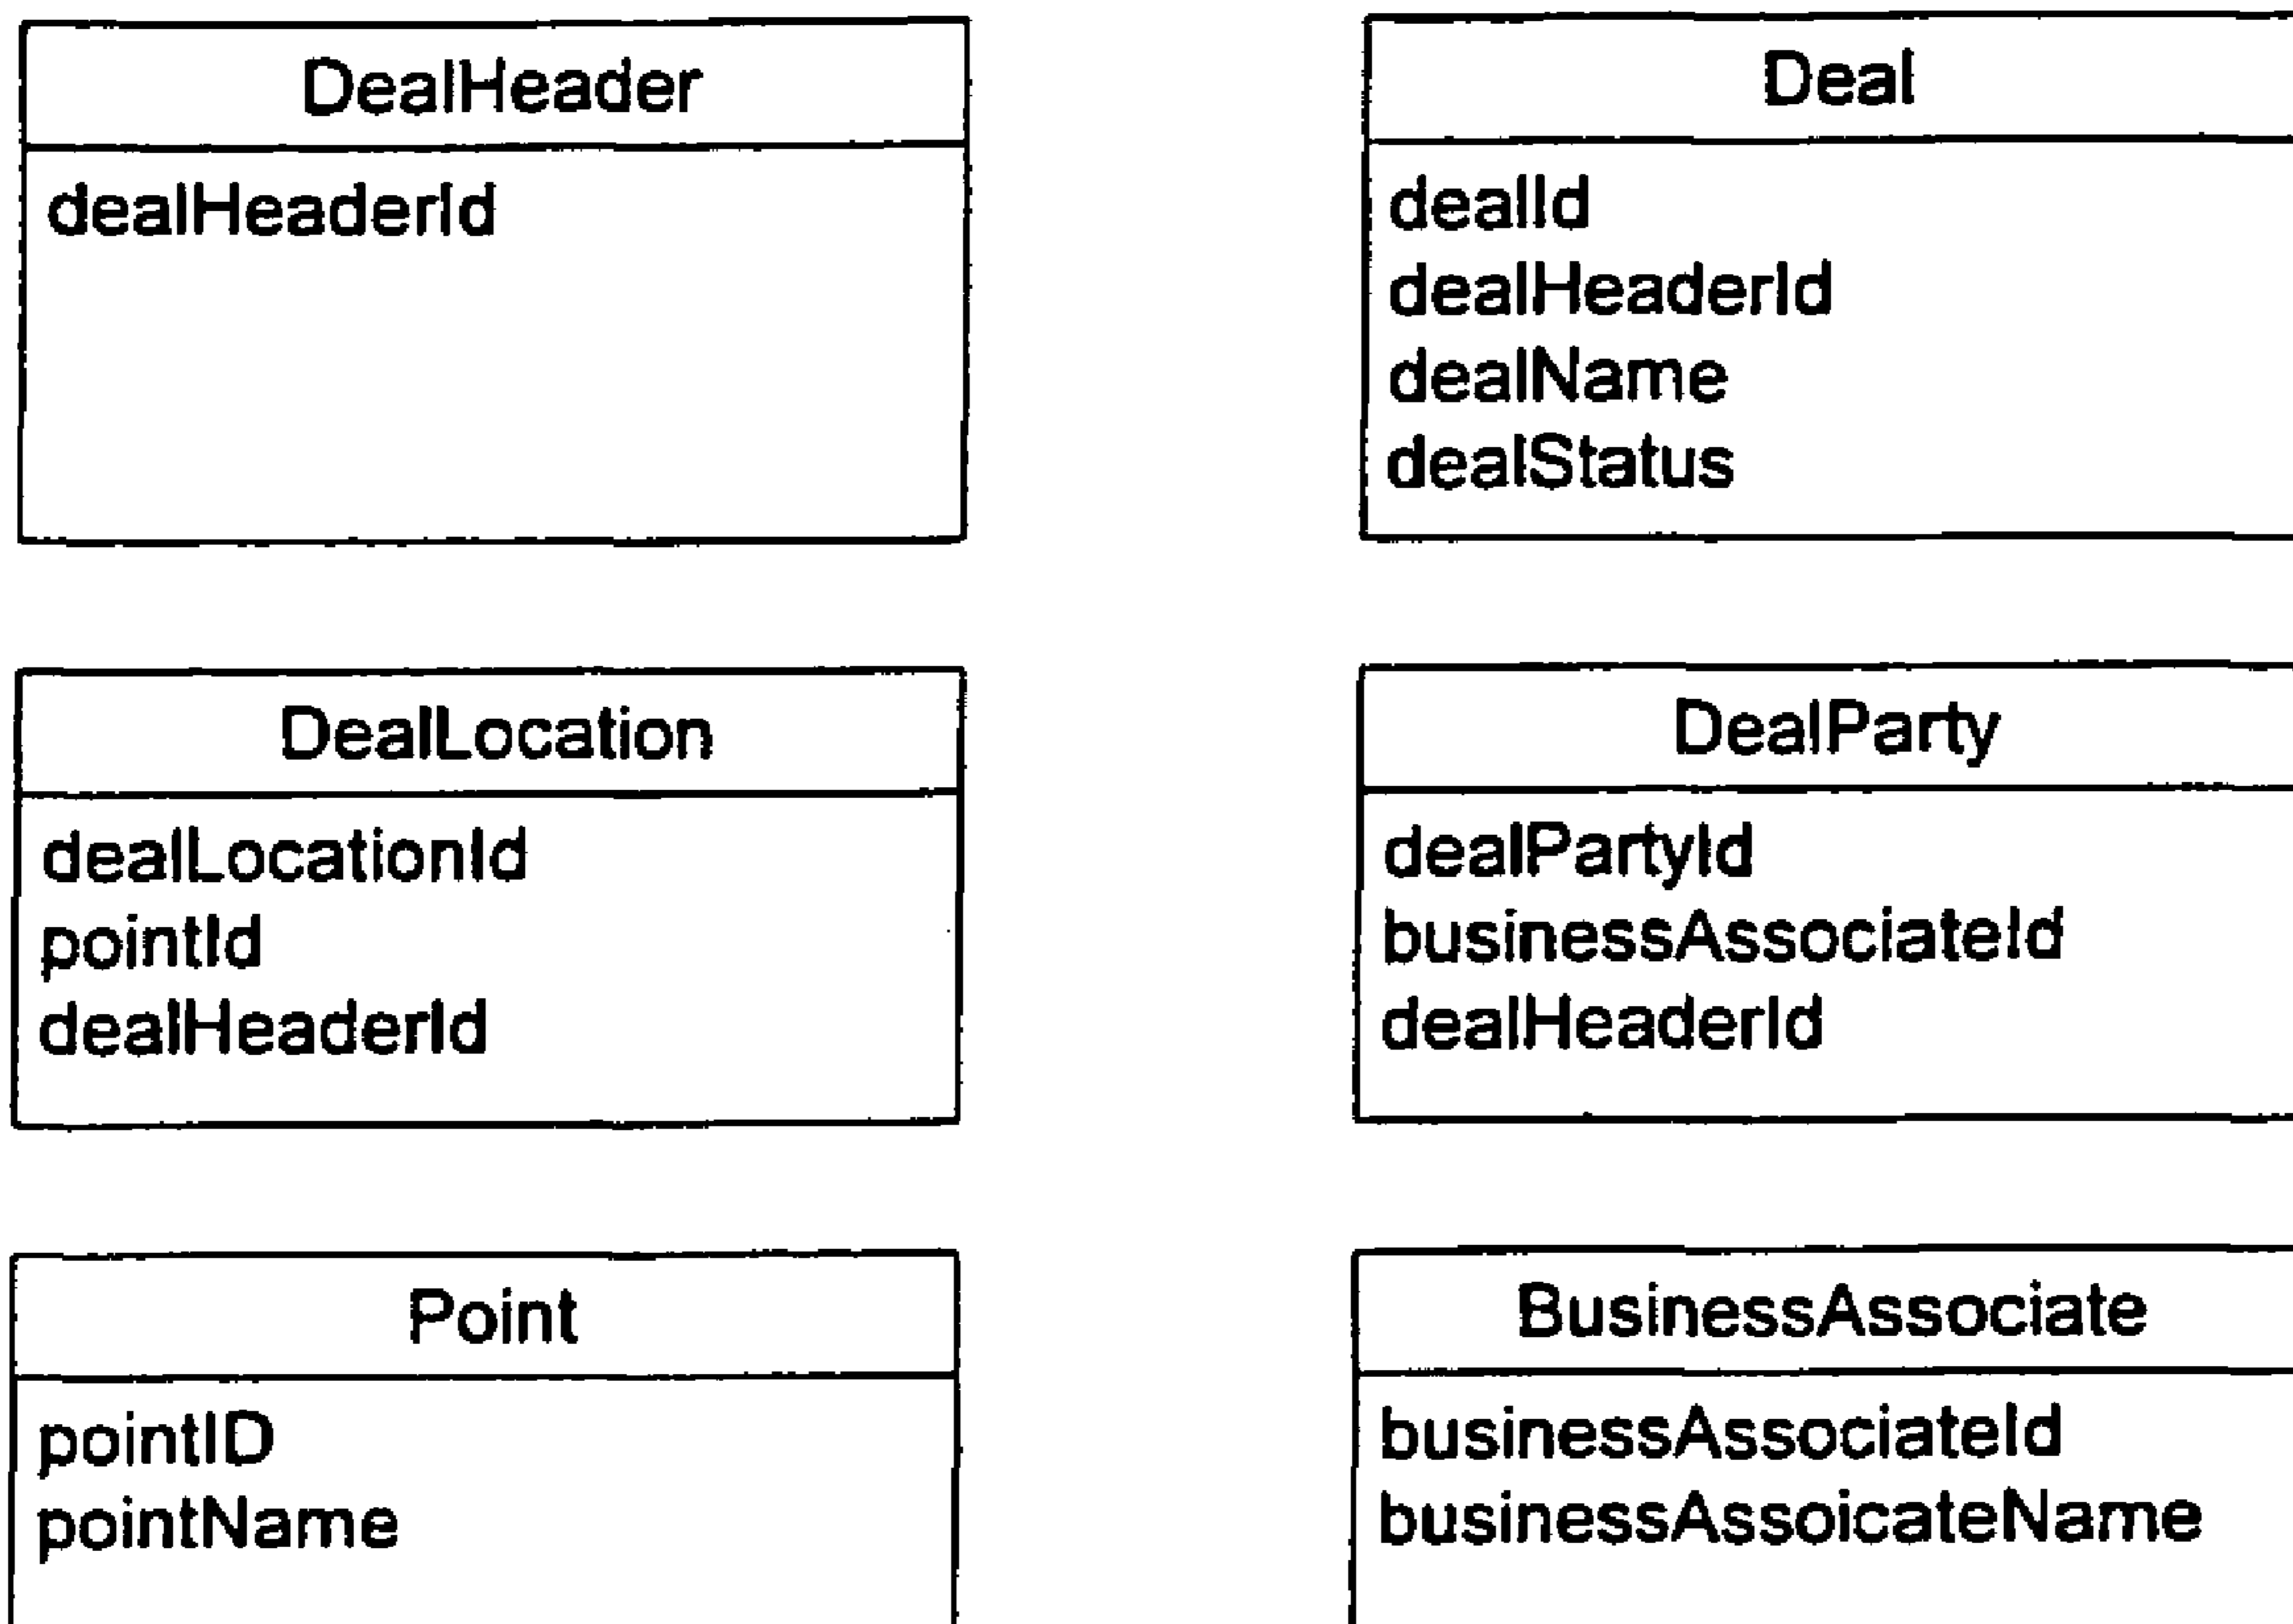 DealHeader
dealHeaderId
Deal
dealId
dealHeaderId
dealName
dealStatus
DealLocation
dealLocationId
pointId
dealHeaderId
DealParty
dealPartyId
businessAssociateId
dealHeaderId
Point
pointID
pointName
BusinessAssociate
businessAssociateId
businessAssoicateName